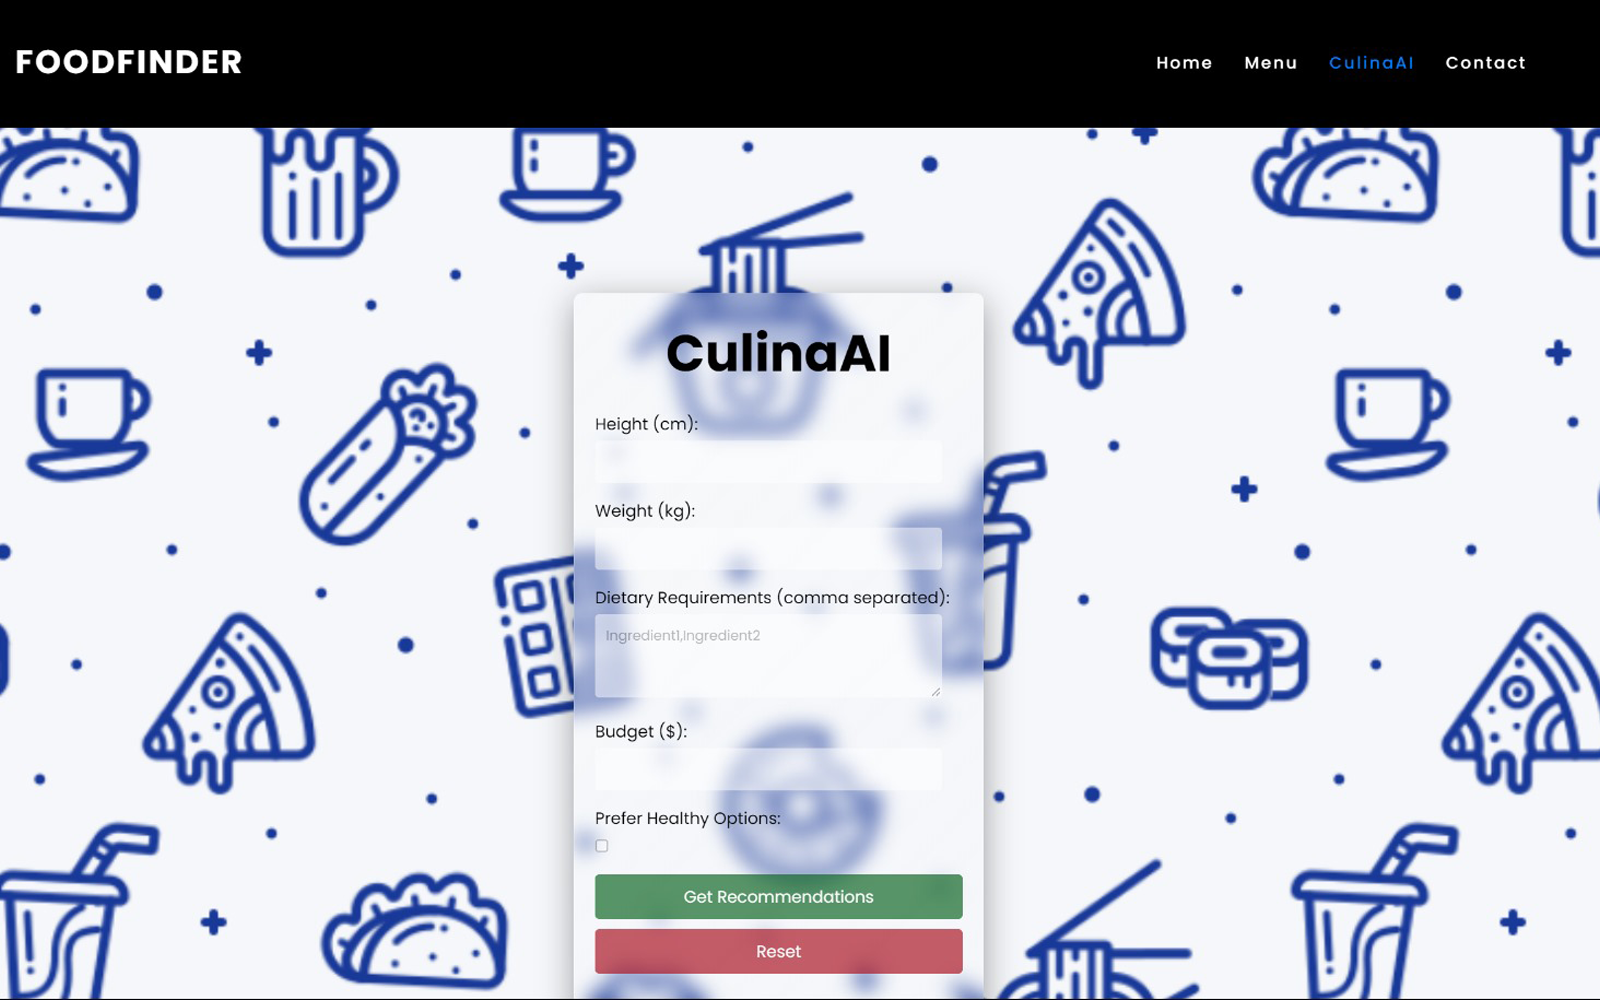 FOODFINDER
Home Menu CulinaAI Contact
CulinaAI
Height (cm):
Weight (kg):
Dietary Requirements (comma separated):
Ingredient1,Ingredient2
Budget ($):
Prefer Healthy Options:
Get Recommendations
Reset